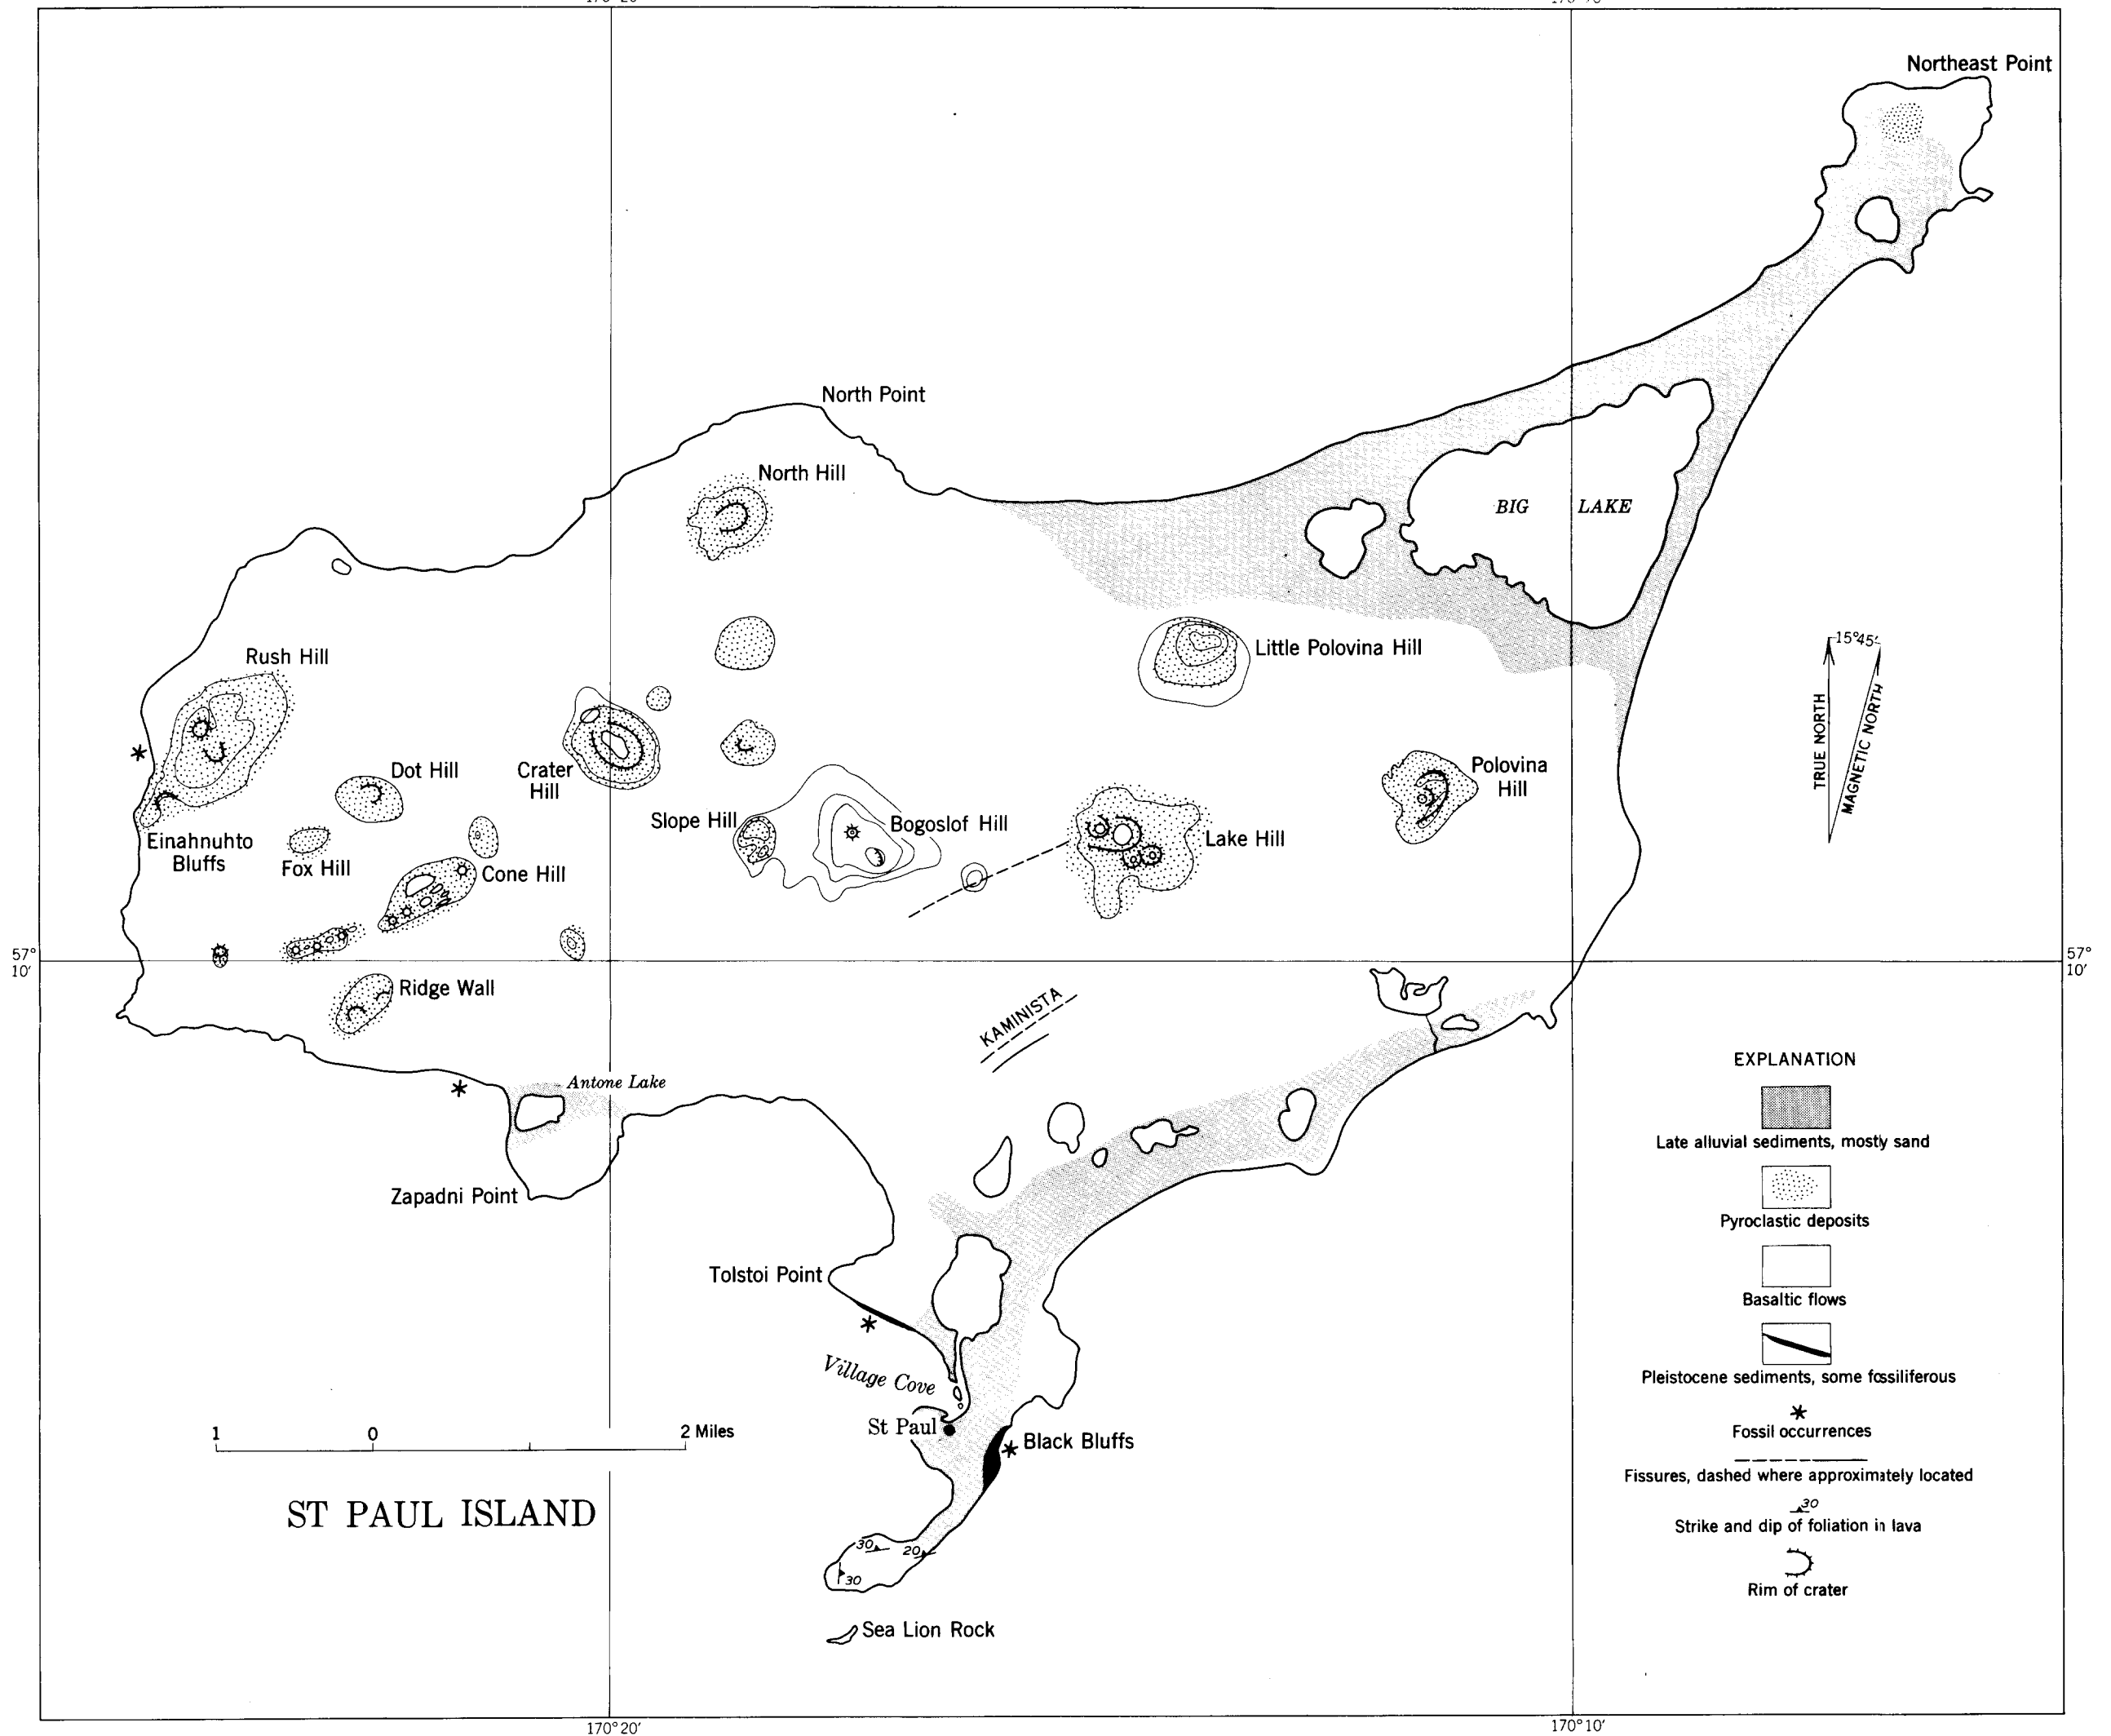 Northeast Point
North Point
North Hill
BIG LAKE
Rush Hill
Little Polovina Hill
15°45'
TRUE NORTH
MAGNETIC NORTH
Dot Hill
Crater
Hill
Polovina
Hill
Slope Hill
Bogoslof Hill
Lake Hill
Einahnuhto
Bluffs
Fox Hill
Cone Hill
57°
10'
57°
10'
Ridge Wall
KAMINISTA
Antone Lake
Zapadni Point
Tolstoi Point
Village Cove
St Paul
Black Bluffs
1 0 2 Miles
ST PAUL ISLAND
30
20
30
Sea Lion Rock
EXPLANATION
Late alluvial sediments, mostly sand
Pyroclastic deposits
Basaltic flows
Pleistocene sediments, some fossiliferous
Fossil occurrences
Fissures, dashed where approximately located
30
Strike and dip of foliation in lava
Rim of crater
170°20'
170°10'